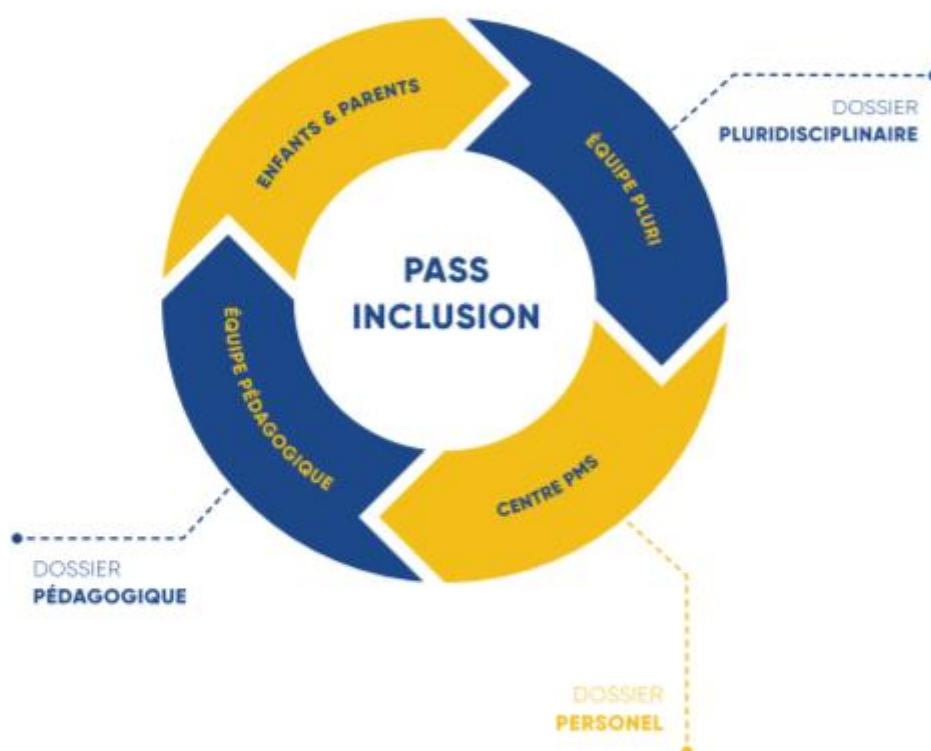 ENFANTS & PARENTS
ÉQUIPE PLURI
DOSSIER
PLURIDISCIPLINAIRE
PASS
INCLUSION
ÉQUIPE PÉDAGOGIQUE
CENTRE PMS
DOSSIER
PÉDAGOGIQUE
DOSSIER
PERSONEL